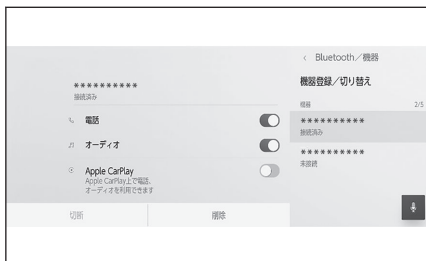 **********
接続済み
電話
オーディオ
Apple CarPlay
Apple CarPlay上で電話、
オーディオを利用できます
切断
削除
< Bluetooth／機器
機器登録／切り替え
機器 2/5
**********
接続済み
**********
未接続